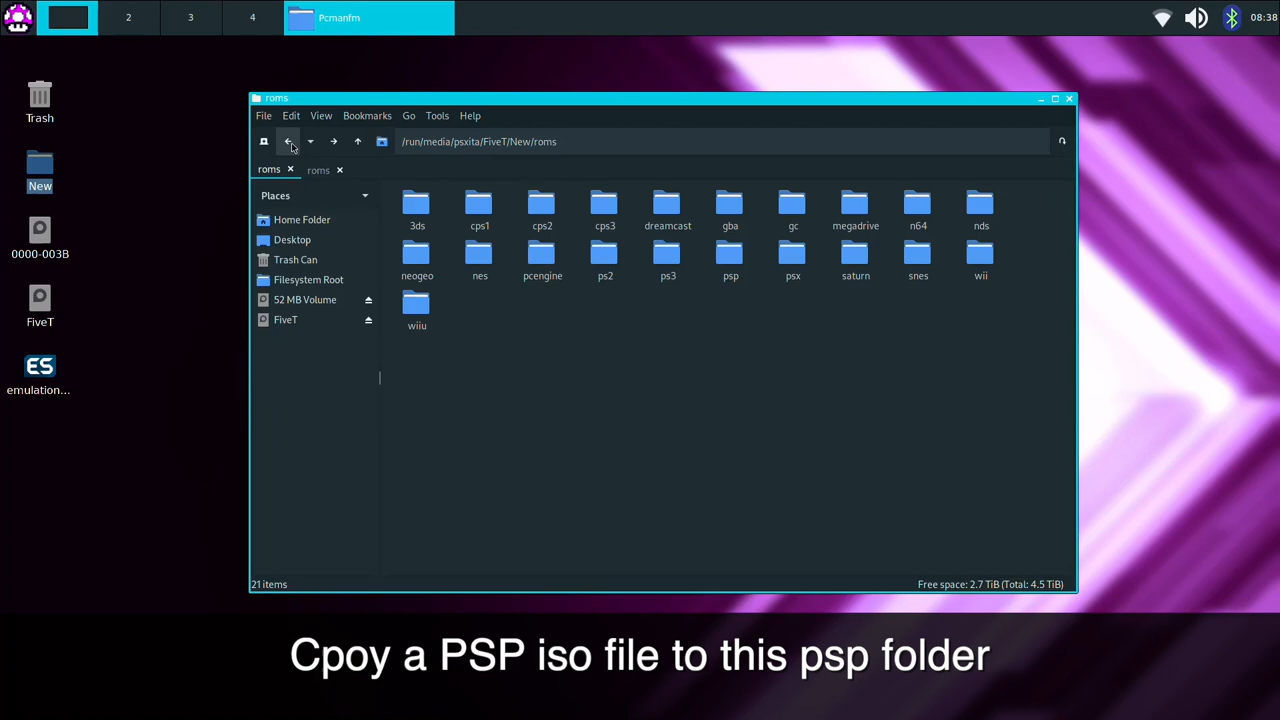 2
3
4
Pcmanfm
08:38
Trash
New
0000-003B
FiveT
emulation...
roms
File Edit View Bookmarks Go Tools Help
/run/media/psxita/FiveT/New/roms
roms
roms
Places
Home Folder
Desktop
Trash Can
Filesystem Root
52 MB Volume
FiveT
3ds cps1 cps2 cps3 dreamcast gba gc megadrive n64 nds
neogeo nes pcengine ps2 ps3 psp psx saturn snes wii
wiiu
21 items
Free space: 2.7 TiB (Total: 4.5 TiB)
Cpoy a PSP iso file to this psp folder